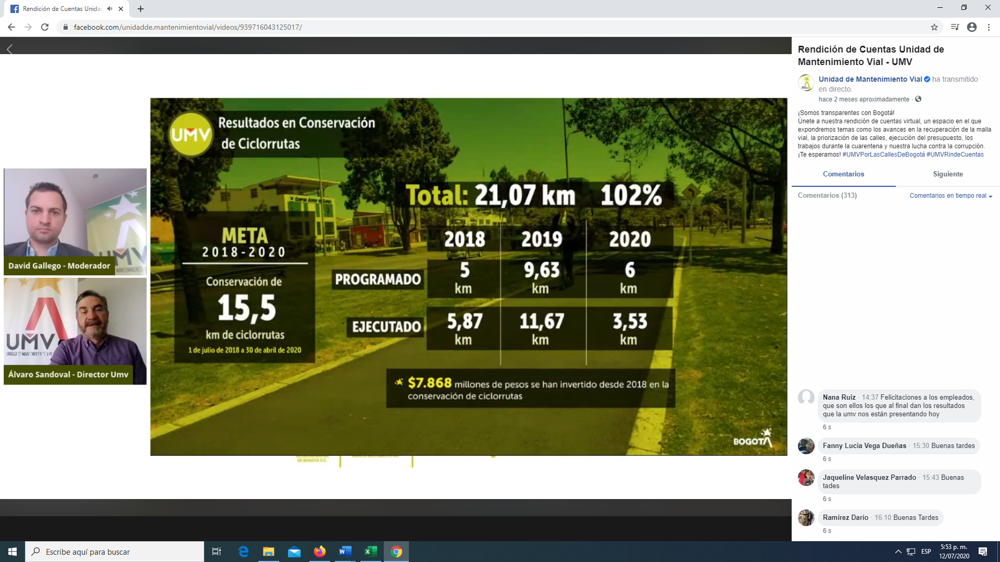 Rendición de Cuentas Unida
facebook.com/unidadde.mantenimientovial/videos/939716043125017/
UMV
Resultados en Conservación
de Ciclorrutas
Total: 21,07 km 102%
META
2018-2020
Conservación de
15,5
km de ciclorrutas
1 de julio de 2018 a 30 de abril de 2020
2018 2019 2020
PROGRAMADO
5 km
9,63 km
6 km
EJECUTADO
5,87 km
11,67 km
3,53 km
$7.868 millones de pesos se han invertido desde 2018 en la
conservación de ciclorrutas
BOGOTÁ
DE BOGOTÁ D.C.
UMV
David Gallego - Moderador
UMV
UNIDAD DE MANTENIMIENTO VIAL
Álvaro Sandoval - Director Umv
Rendición de Cuentas Unidad de
Mantenimiento Vial - UMV
Unidad de Mantenimiento Vial ha transmitido
en directo.
hace 2 meses aproximadamente ·
¡Somos transparentes con Bogotá!
Únete a nuestra rendición de cuentas virtual, un espacio en el que
expondremos temas como los avances en la recuperación de la malla
vial, la priorización de las calles, ejecución del presupuesto, los
trabajos durante la cuarentena y nuestra lucha contra la corrupción.
¡Te esperamos! #UMVPorLasCallesDeBogotá #UMVRindeCuentas
Comentarios Siguiente
Comentarios (313) Comentarios en tiempo real
Nana Ruiz · 14:37 Felicitaciones a los empleados,
que son ellos los que al final dan los resultados
que la umv nos están presentando hoy
6 s
Fanny Lucia Vega Dueñas · 15:30 Buenas tardes
6 s
Jaqueline Velasquez Parrado · 15:43 Buenas
tades
6 s
Ramírez Darío · 16:10 Buenas Tardes
6 s
Escribe aquí para buscar
ESP
5:53 p. m.
12/07/2020